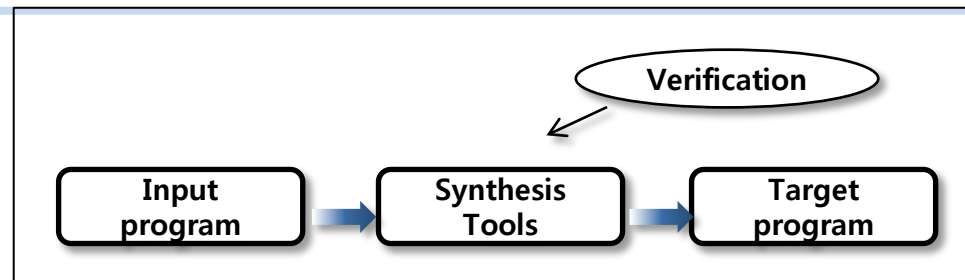 Verification
Input
program
Synthesis
Tools
Target
program